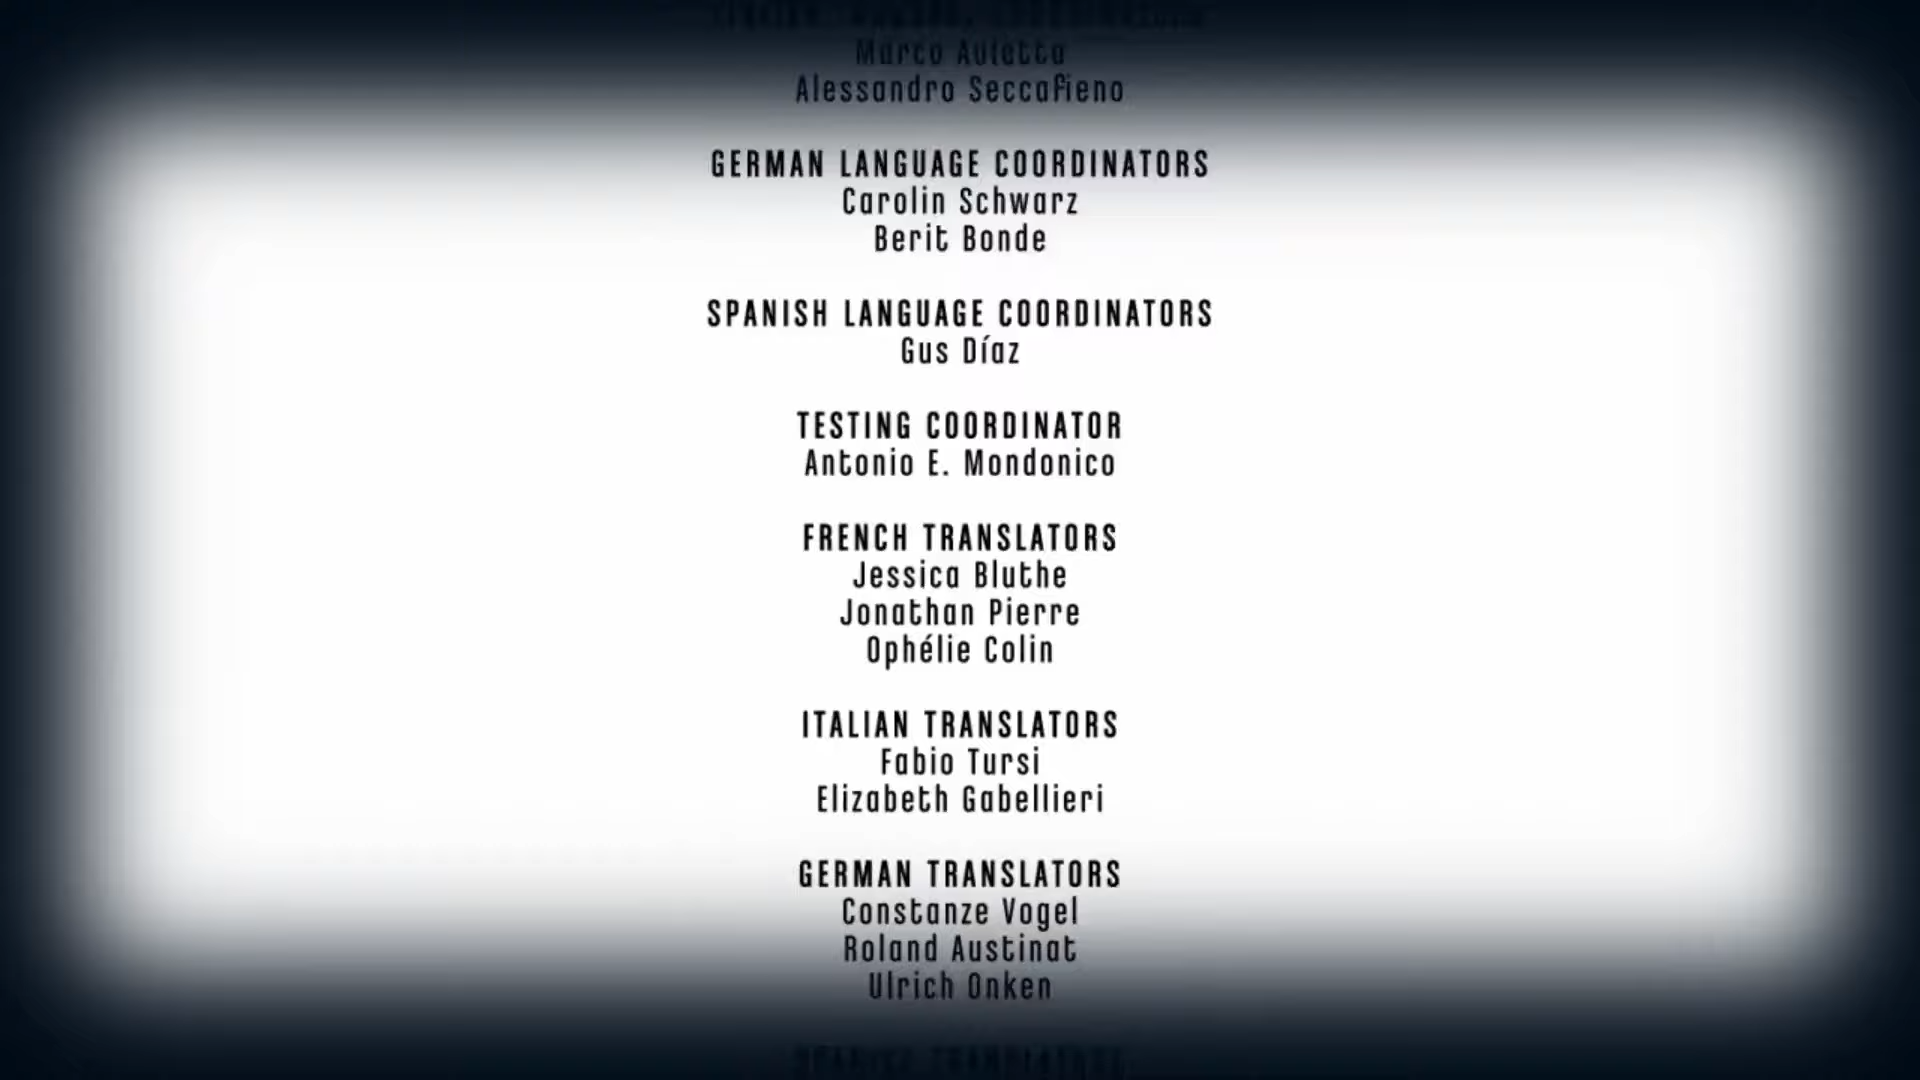 Marco Auletta
Alessandro Seccafieno
GERMAN LANGUAGE COORDINATORS
Carolin Schwarz
Berit Bonde
SPANISH LANGUAGE COORDINATORS
Gus Díaz
TESTING COORDINATOR
Antonio E. Mondonico
FRENCH TRANSLATORS
Jessica Bluthe
Jonathan Pierre
Ophélie Colin
ITALIAN TRANSLATORS
Fabio Tursi
Elizabeth Gabellieri
GERMAN TRANSLATORS
Constanze Vogel
Roland Austinat
Ulrich Onken
SPANISH TRANSLATORS